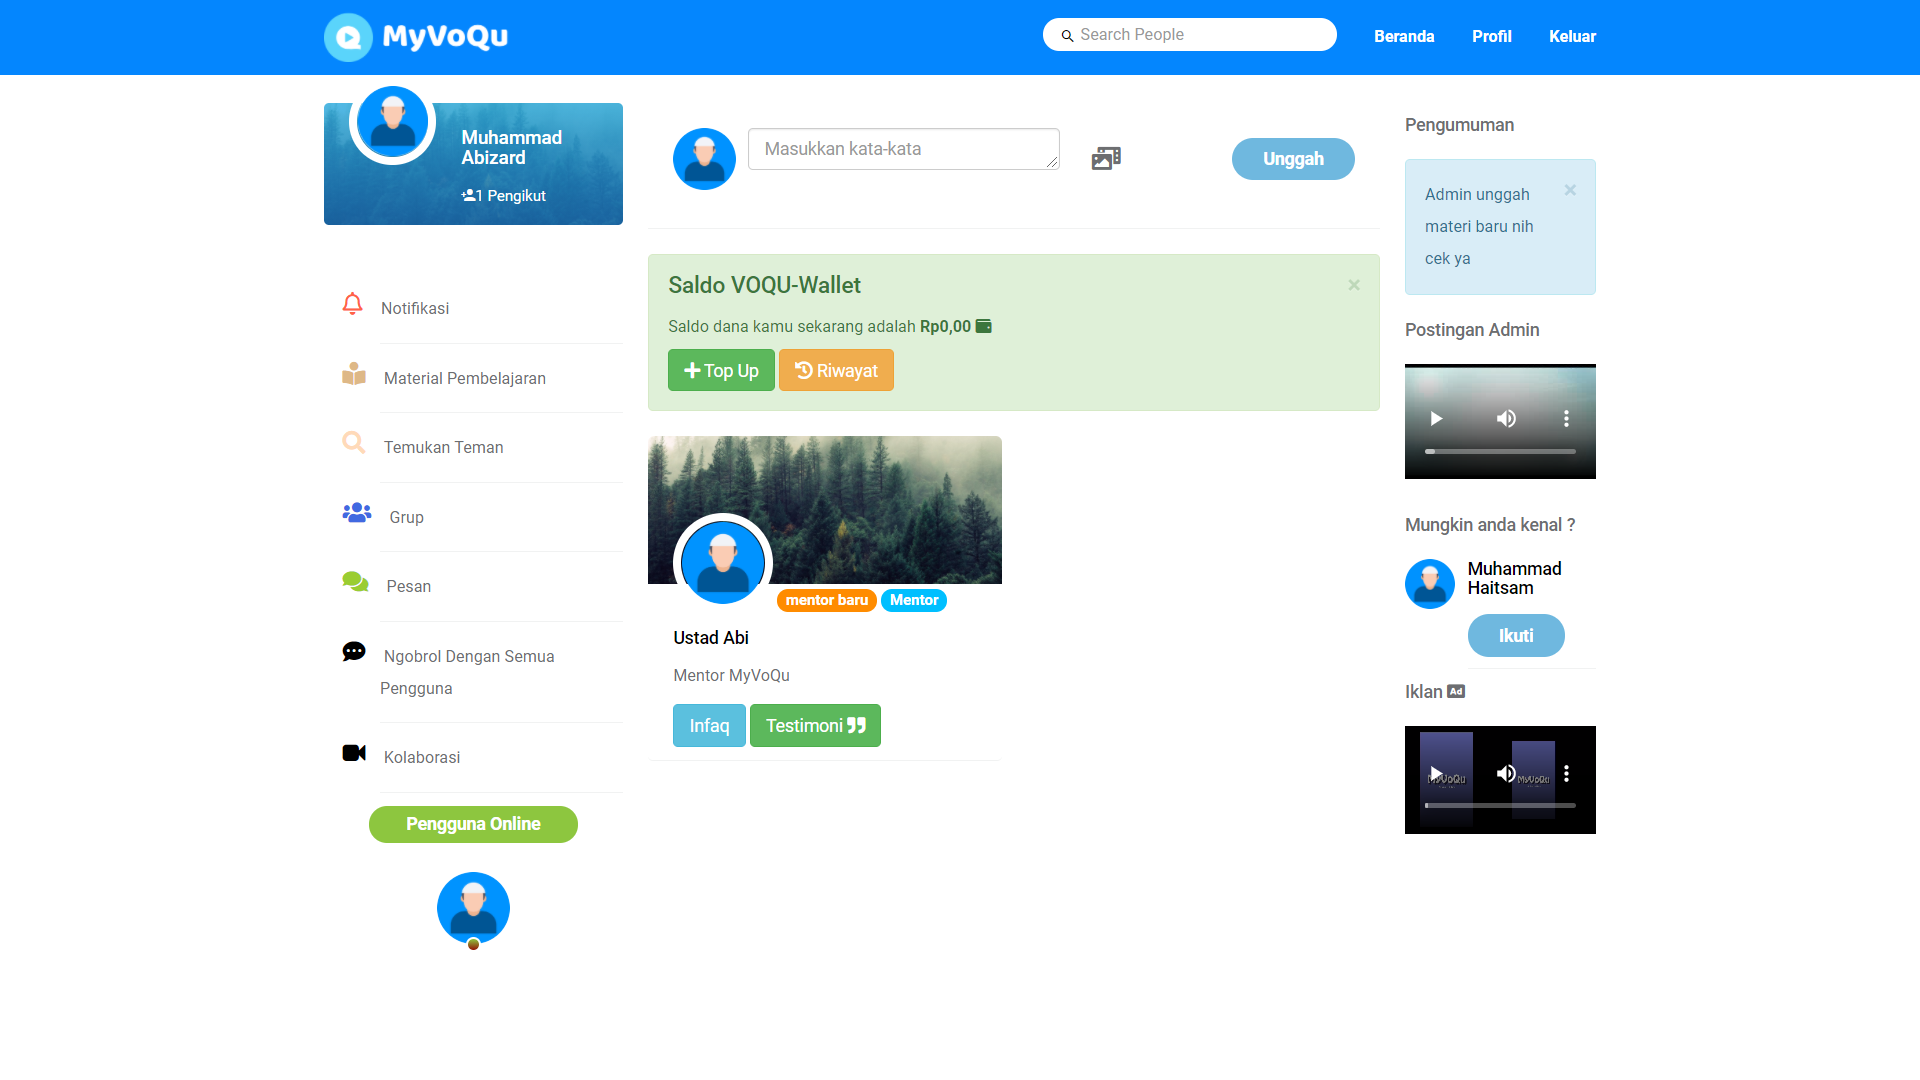 MyVoQu
Search People
Beranda
Profil
Keluar
Muhammad
Abizard
1 Pengikut
Notifikasi
Material Pembelajaran
Temukan Teman
Grup
Pesan
Ngobrol Dengan Semua
Pengguna
Kolaborasi
Pengguna Online
Masukkan kata-kata
Unggah
Saldo VOQU-Wallet
×
Saldo dana kamu sekarang adalah Rp0,00
Top Up
Riwayat
mentor baru
Mentor
Ustad Abi
Mentor MyVoQu
Infaq
Testimoni
Pengumuman
Admin unggah
×
materi baru nih
cek ya
Postingan Admin
Mungkin anda kenal ?
Muhammad
Haitsam
Ikuti
Iklan Ad
MyVoQu
MyVoQu